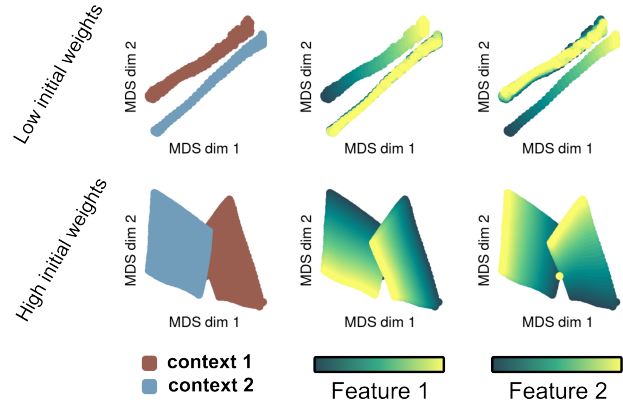 Low initial weights
MDS dim 2
MDS dim 2
MDS dim 2
MDS dim 1
MDS dim 1
MDS dim 1
High initial weights
MDS dim 2
MDS dim 2
MDS dim 2
MDS dim 1
MDS dim 1
MDS dim 1
context 1
context 2
Feature 1
Feature 2